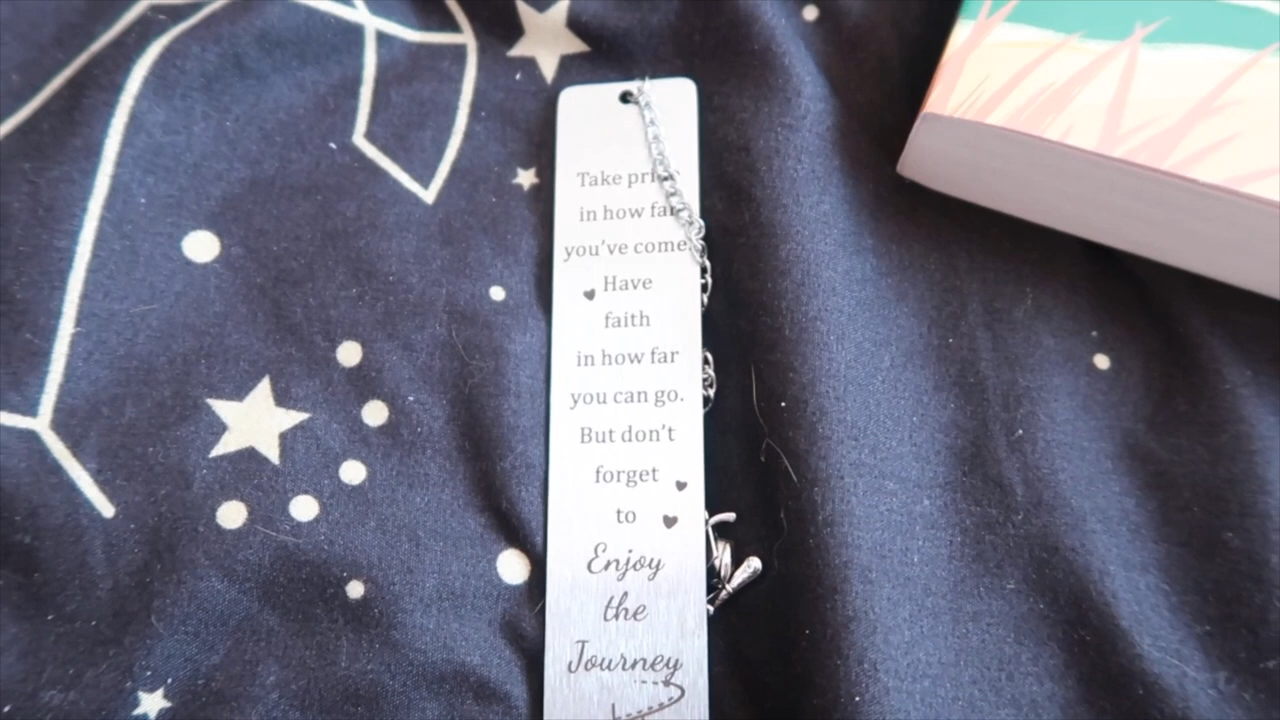 Take pride
in how far
you've come.
Have
faith
in how far
you can go.
But don't
forget
to
Enjoy
the
Journey